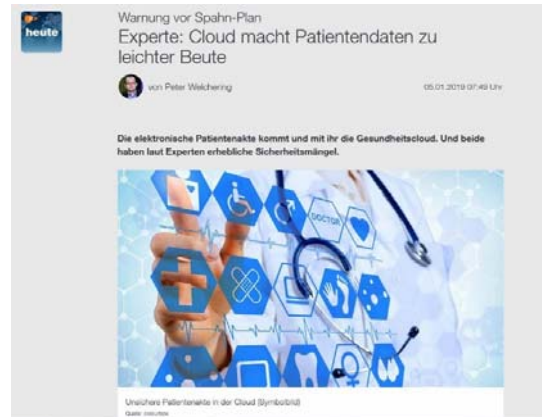 heute
Warnung vor Spahn-Plan
Experte: Cloud macht Patientendaten zu
leichter Beute
von Peter Welchering
05.01.2019 07:49 Uhr
Die elektronische Patientenakte kommt und mit ihr die Gesundheitscloud. Und beide
haben laut Experten erhebliche Sicherheitsmängel.
DOCTOR
Unsichere Patientenakte in der Cloud (Symbolbild)
Quelle: